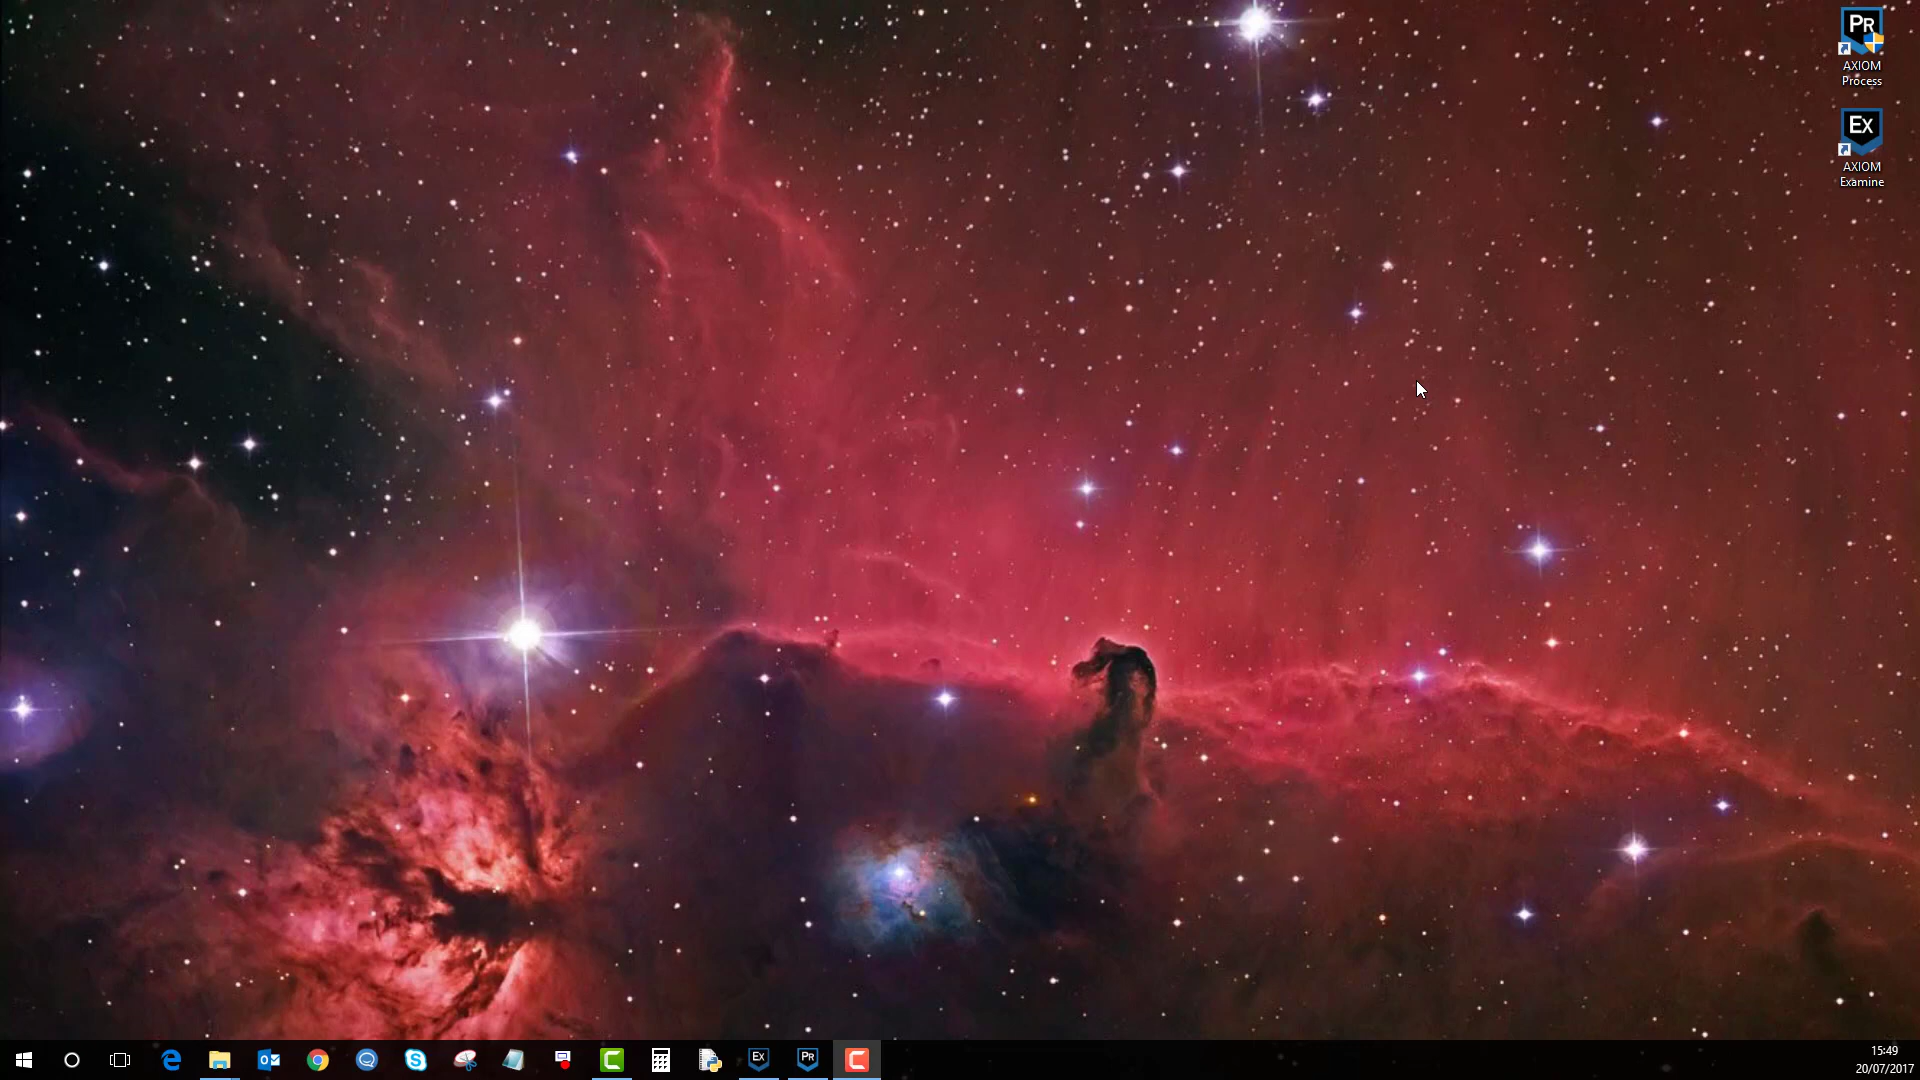 PR
AXIOM
Process
EX
AXIOM
Examine
EX
PR
15:49
20/07/2017